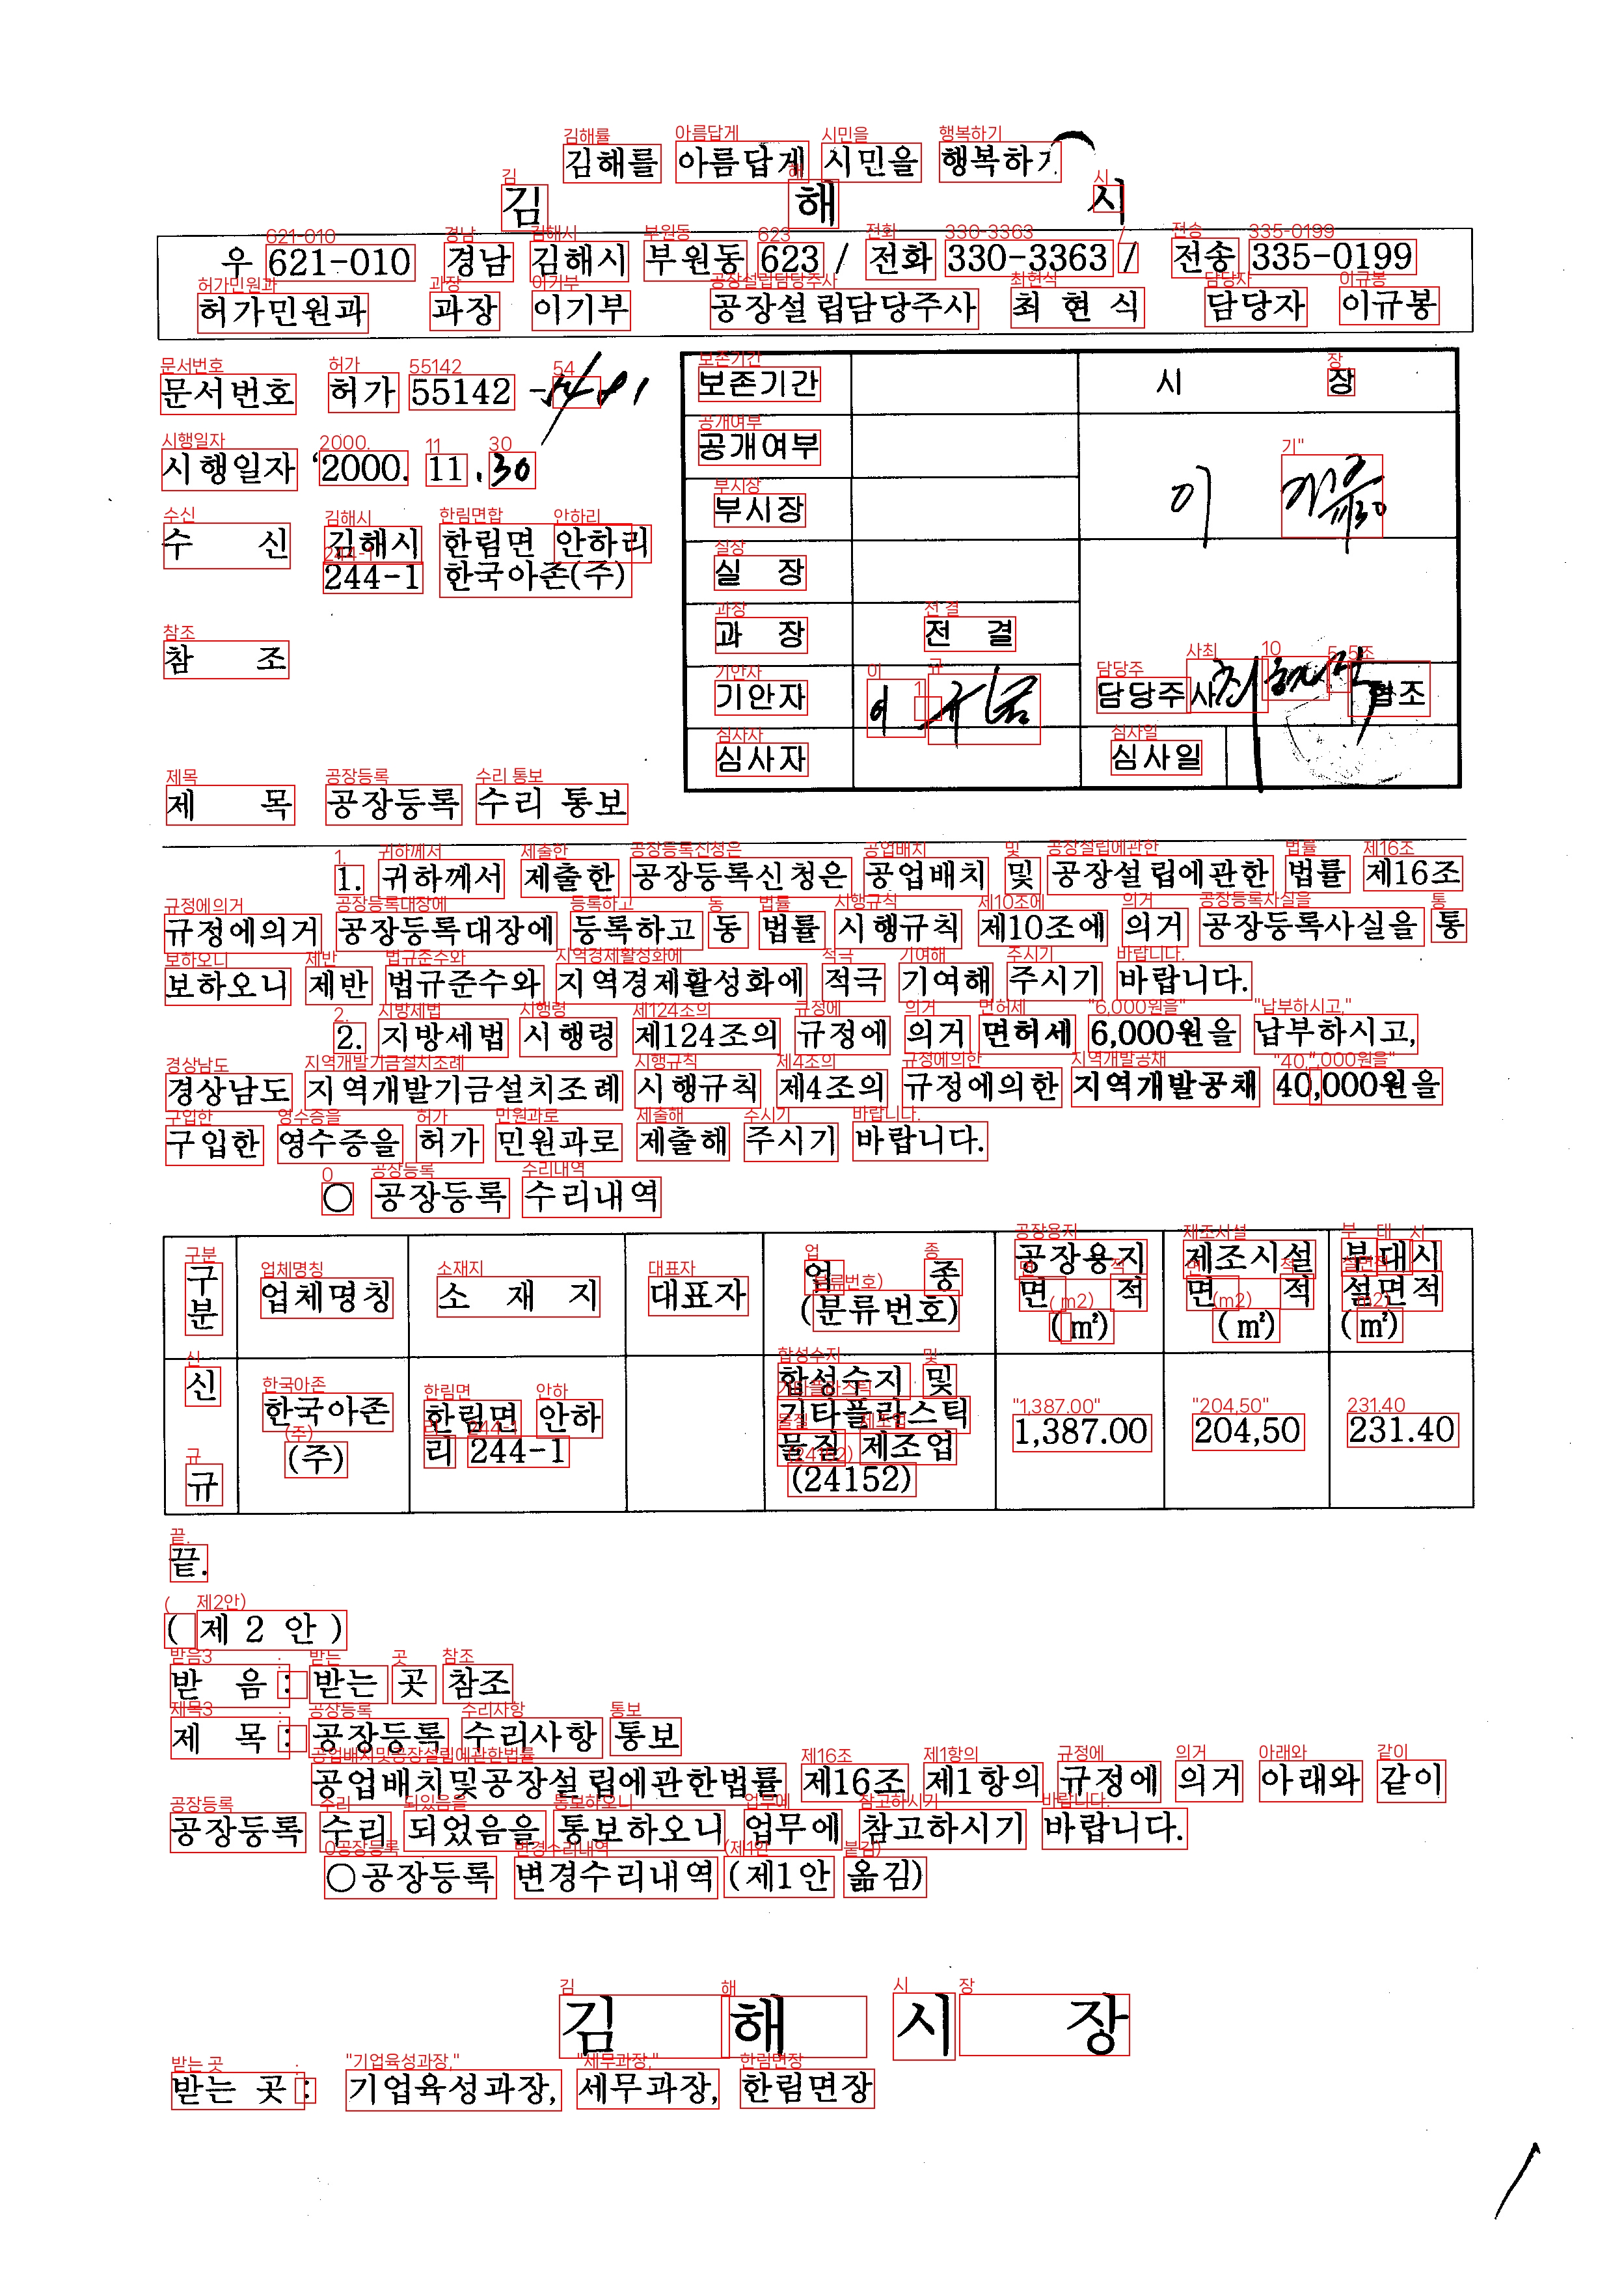 김해를 아름답게 시민을 행복하게
김 해 시
우 621-010 경남 김해시 부원동 623 / 전화 330-3363 / 전송 335-0199
허가민원과 과장 이기부 공장설립담당주사 최 현 식 담당자 이규봉
문서번호 허가 55142 -
시행일자 '2000. 11 . 30
수 신 김해시 한림면 안하리
244-1 한국아존(주)
참 조
제 목 공장등록 수리 통보
보존기간 시 장
공개여부
부시장
실 장
과 장 전 결
기안자 담당주사 협조
심사자 심사일
1. 귀하께서 제출한 공장등록신청은 공업배치 및 공장설립에관한 법률 제16조
규정에의거 공장등록대장에 등록하고 동 법률 시행규칙 제10조에 의거 공장등록사실을 통
보하오니 제반 법규준수와 지역경제활성화에 적극 기여해 주시기 바랍니다.
2. 지방세법 시행령 제124조의 규정에 의거 면허세 6,000원을 납부하시고,
경상남도 지역개발기금설치조례 시행규칙 제4조의 규정에의한 지역개발공채 40,000원을
구입한 영수증을 허가 민원과로 제출해 주시기 바랍니다.
○ 공장등록 수리내역
구분 업체명칭 소 재 지 대표자 업 종 (분류번호) 공장용지 면 적 (㎡) 제조시설 면 적 (㎡) 부대시설면적 (㎡)
신규 한국아존 (주) 한림면 안하리 244-1 합성수지 및 기타플라스틱 물질 제조업 (24152) 1,387.00 204,50 231.40
끝.
( 제 2 안 )
받 음 : 받는 곳 참조
제 목 : 공장등록 수리사항 통보
공업배치및공장설립에관한법률 제16조 제1항의 규정에 의거 아래와 같이
공장등록 수리 되었음을 통보하오니 업무에 참고하시기 바랍니다.
○공장등록 변경수리내역 (제1안 옮김)
김 해 시 장
받는 곳 : 기업육성과장, 세무과장, 한림면장